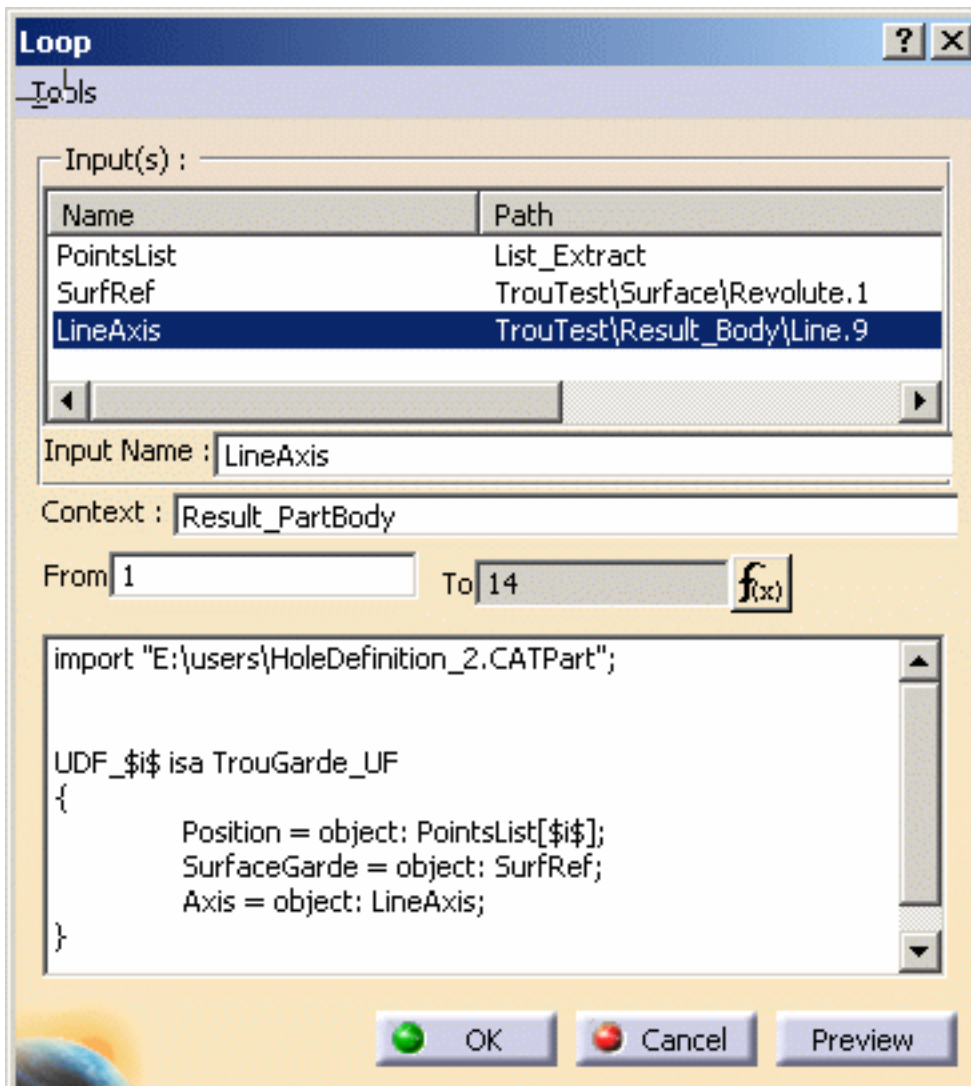 Loop
Tools
Input(s) :
Name Path
PointsList List_Extract
SurfRef TrouTest\Surface\Revolute.1
LineAxis TrouTest\Result_Body\Line.9
Input Name : LineAxis
Context : Result_PartBody
From 1 To 14 f(x)
import "E:\users\HoleDefinition_2.CATPart";
UDF_$i$ isa TrouGarde_UF
{
Position = object: PointsList[$i$];
SurfaceGarde = object: SurfRef;
Axis = object: LineAxis;
}
OK Cancel Preview